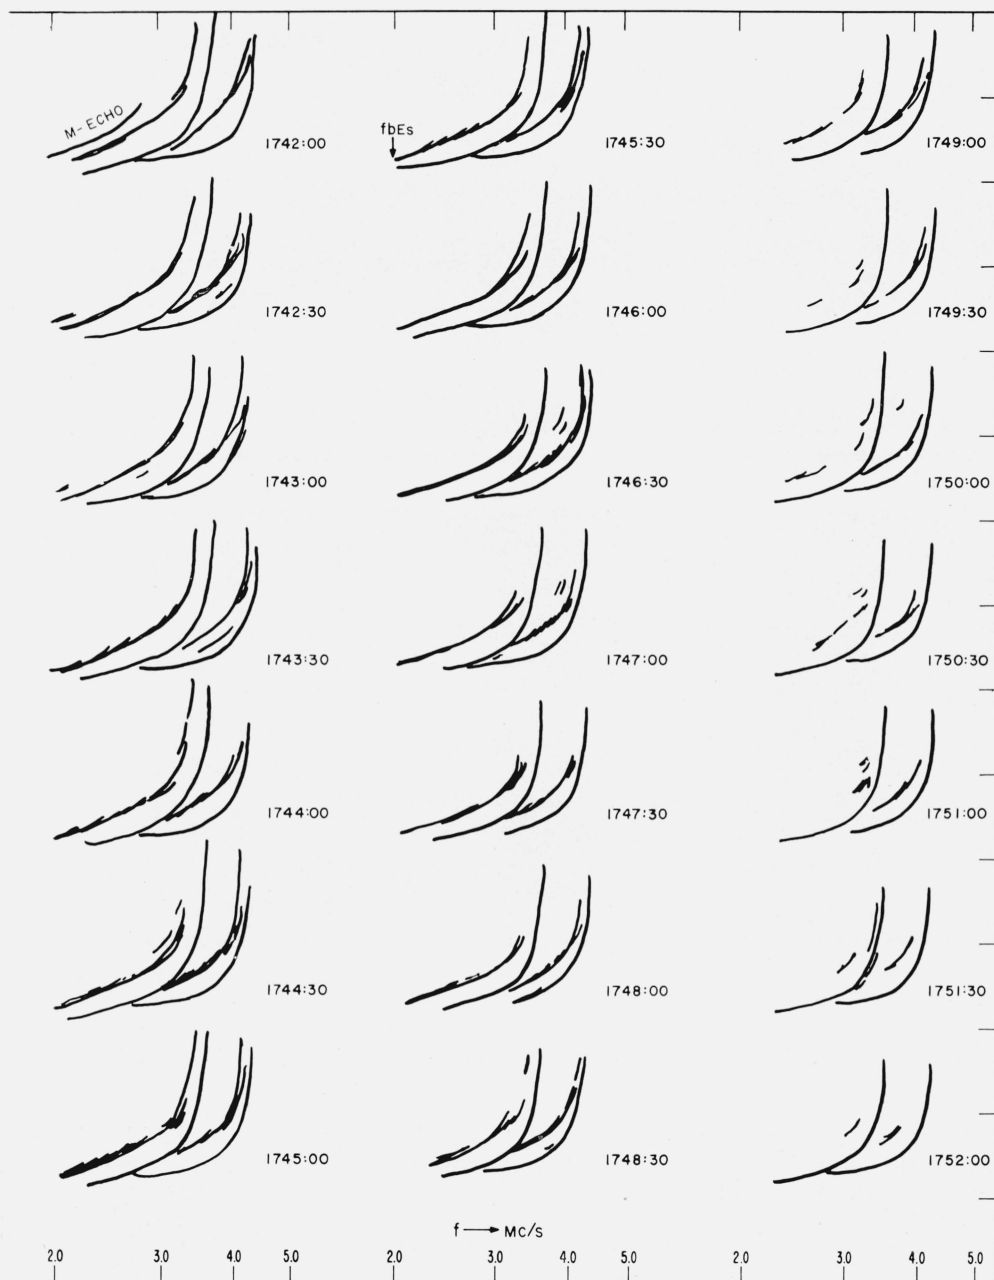 M-ECHO
fbEs
1742:00 1745:30 1749:00
1742:30 1746:00 1749:30
1743:00 1746:30 1750:00
1743:30 1747:00 1750:30
1744:00 1747:30 1751:00
1744:30 1748:00 1751:30
1745:00 1748:30 1752:00
f → MC/S
2.0 3.0 4.0 5.0 2.0 3.0 4.0 5.0 2.0 3.0 4.0 5.0